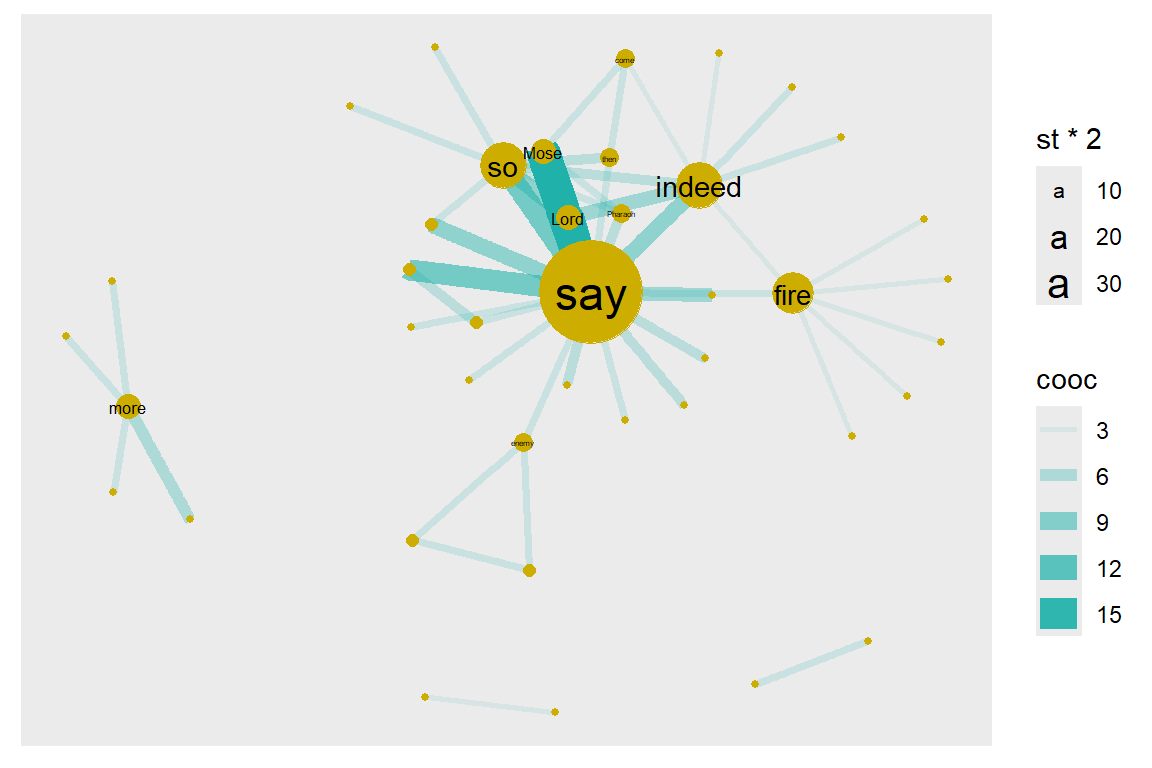 come
st * 2
Mose
then
so
a 10
indeed
Lord
Pharaoh
a 20
a 30
say
fire
cooc
more
3
enemy
6
9
12
15